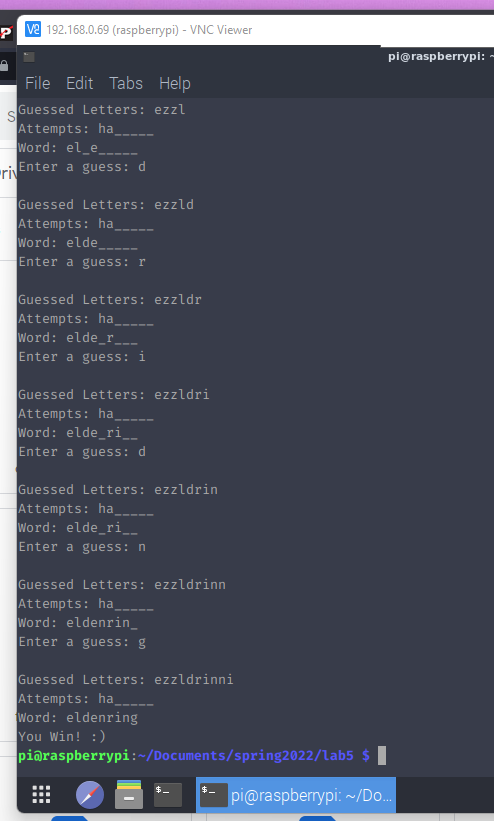 192.168.0.69 (raspberrypi) - VNC Viewer
pi@raspberrypi: ~
File Edit Tabs Help
Guessed Letters: ezzl
Attempts: ha_____
Word: el_e_____
Enter a guess: d
Guessed Letters: ezzld
Attempts: ha_____
Word: elde_____
Enter a guess: r
Guessed Letters: ezzldr
Attempts: ha_____
Word: elde_r___
Enter a guess: i
Guessed Letters: ezzldri
Attempts: ha_____
Word: elde_ri__
Enter a guess: d
Guessed Letters: ezzldrin
Attempts: ha_____
Word: elde_ri__
Enter a guess: n
Guessed Letters: ezzldrinn
Attempts: ha_____
Word: eldenrin_
Enter a guess: g
Guessed Letters: ezzldrinni
Attempts: ha_____
Word: eldenring
You Win! :)
pi@raspberrypi:~/Documents/spring2022/lab5 $
pi@raspberrypi: ~/Do...